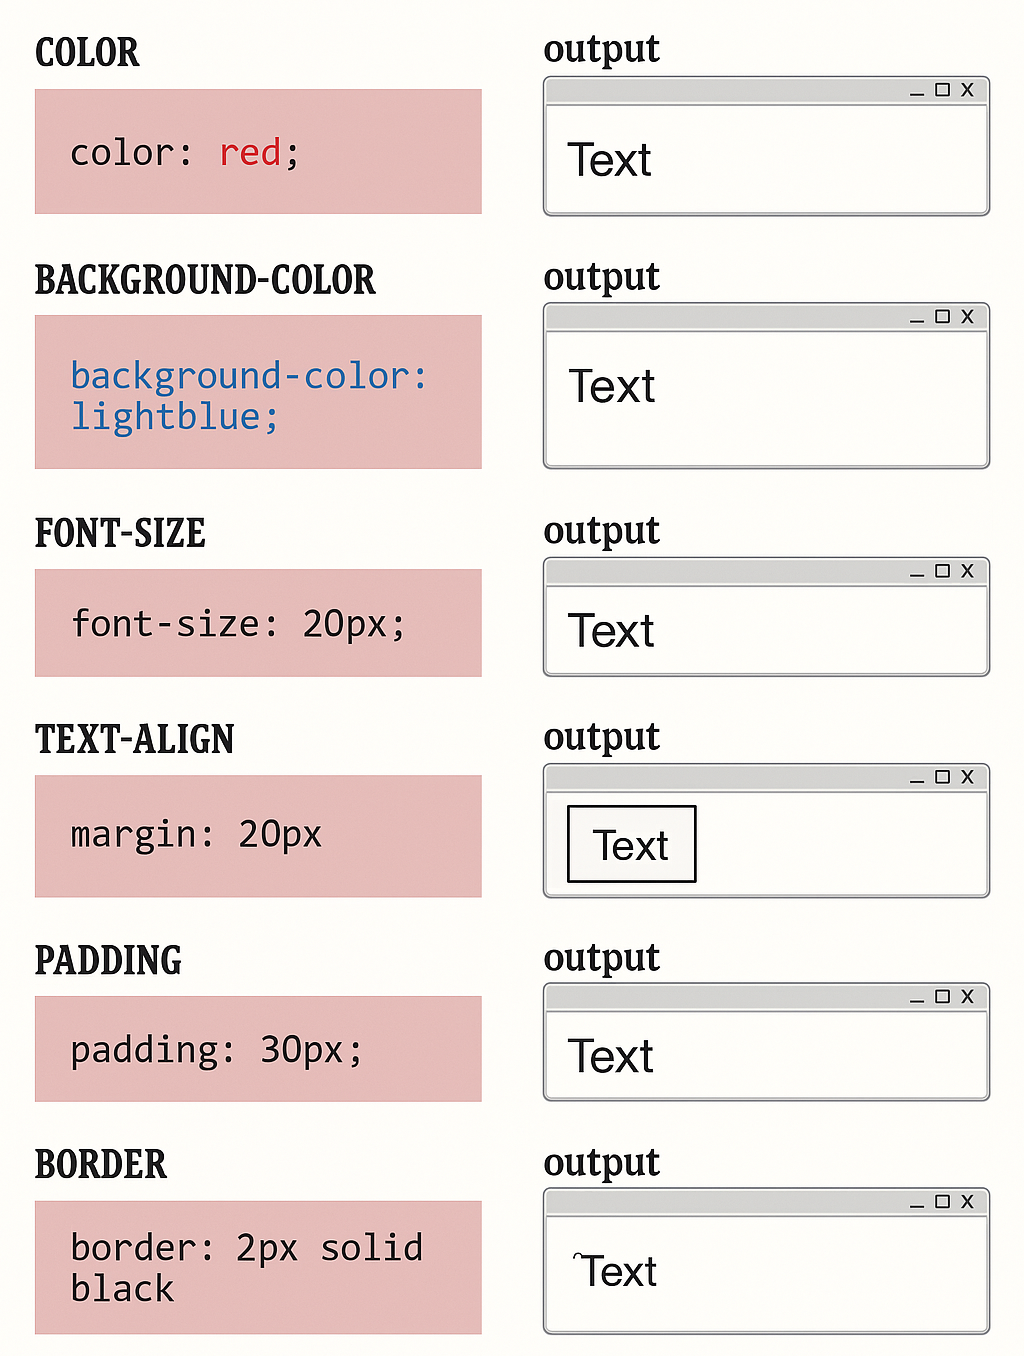 COLOR
output
color: red;
Text
BACKGROUND-COLOR
output
background-color:
lightblue;
Text
FONT-SIZE
output
font-size: 20px;
Text
TEXT-ALIGN
output
margin: 20px
Text
PADDING
output
padding: 30px;
Text
BORDER
output
border: 2px solid
black
Text